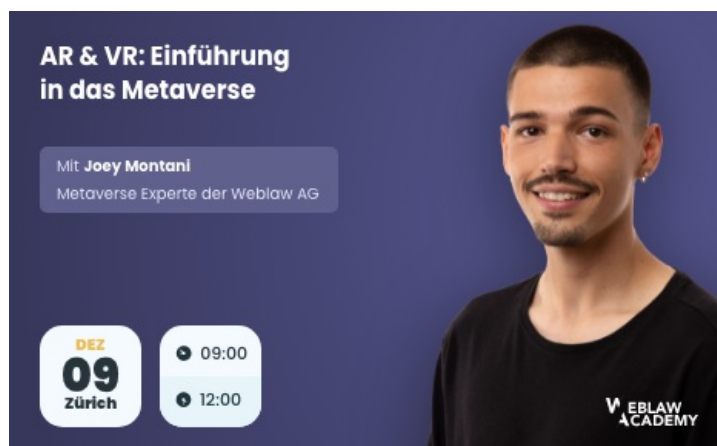 AR & VR: Einführung
in das Metaverse
Mit Joey Montani
Metaverse Experte der Weblaw AG
DEZ
09
Zürich
09:00
12:00
WEBLAW
ACADEMY